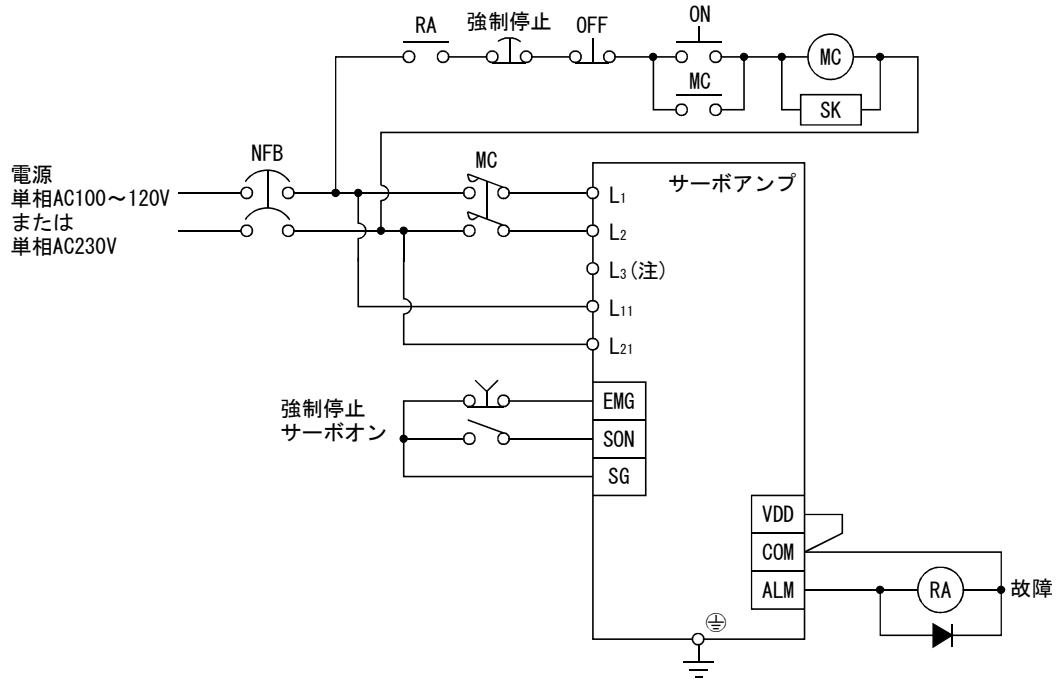 RA
強制停止
OFF
ON
MC
MC
SK
電源
単相AC100～120V
または
単相AC230V
NFB
MC
サーボアンプ
L1
L2
L3(注)
L11
L21
強制停止
サーボオン
EMG
SON
SG
VDD
COM
ALM
RA
故障